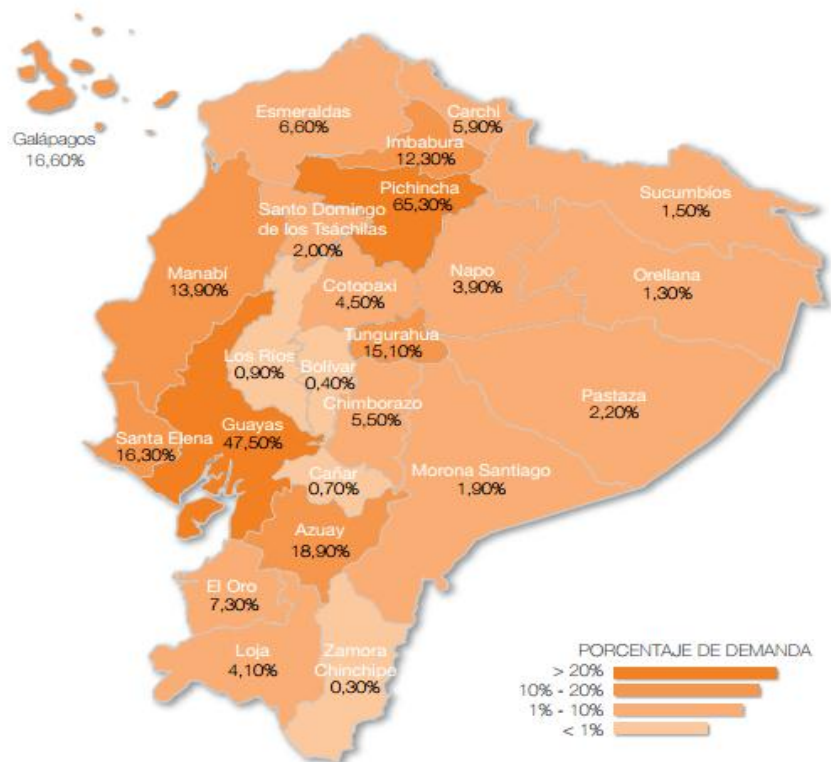 Galápagos
16,60%
Esmeraldas
6,60%
Carchi
5,90%
Imbabura
12,30%
Pichincha
65,30%
Sucumbíos
1,50%
Santo Domingo
de los Tsáchilas
2,00%
Manabí
13,90%
Cotopaxi
4,50%
Napo
3,90%
Orellana
1,30%
Tungurahua
15,10%
Los Ríos
0,90%
Bolívar
0,40%
Chimborazo
5,50%
Pastaza
2,20%
Santa Elena
16,30%
Guayas
47,50%
Cañar
0,70%
Morona Santiago
1,90%
Azuay
18,90%
El Oro
7,30%
Loja
4,10%
Zamora
Chinchipe
0,30%
PORCENTAJE DE DEMANDA
> 20%
10% - 20%
1% - 10%
< 1%